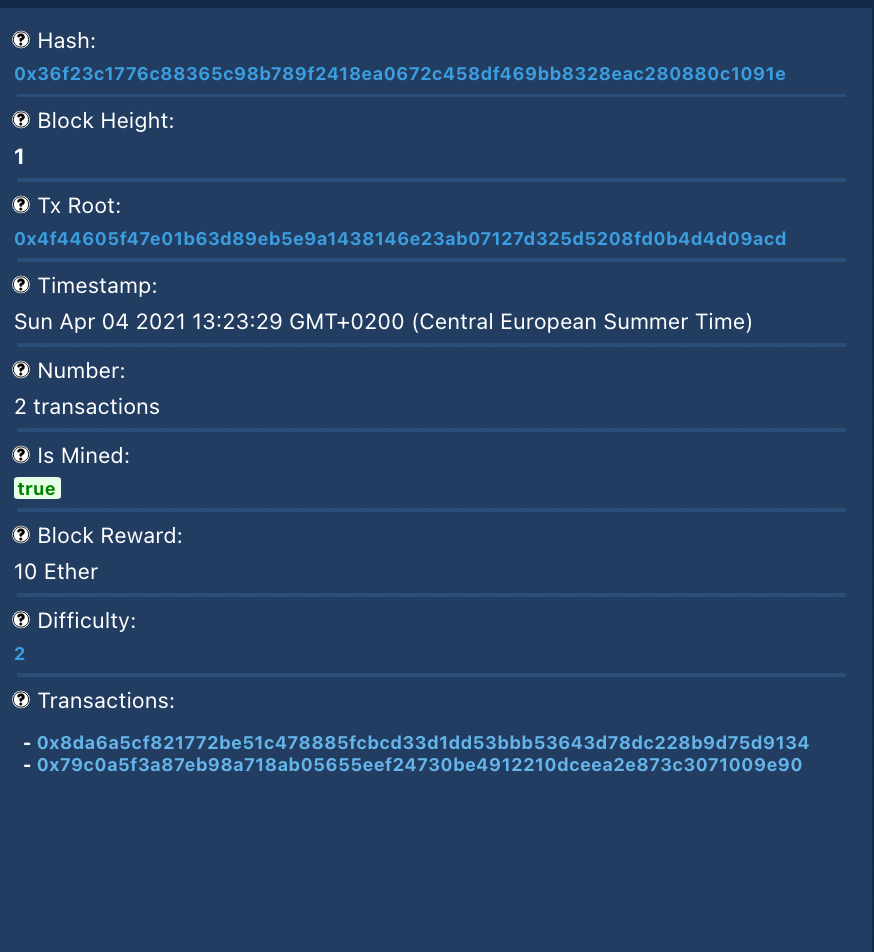 Hash:
0x36f23c1776c88365c98b789f2418ea0672c458df469bb8328eac280880c1091e
Block Height:
1
Tx Root:
0x4f44605f47e01b63d89eb5e9a1438146e23ab07127d325d5208fd0b4d4d09acd
Timestamp:
Sun Apr 04 2021 13:23:29 GMT+0200 (Central European Summer Time)
Number:
2 transactions
Is Mined:
true
Block Reward:
10 Ether
Difficulty:
2
Transactions:
- 0x8da6a5cf821772be51c478885fcbcd33d1dd53bbb53643d78dc228b9d75d9134
- 0x79c0a5f3a87eb98a718ab05655eef24730be4912210dceea2e873c3071009e90